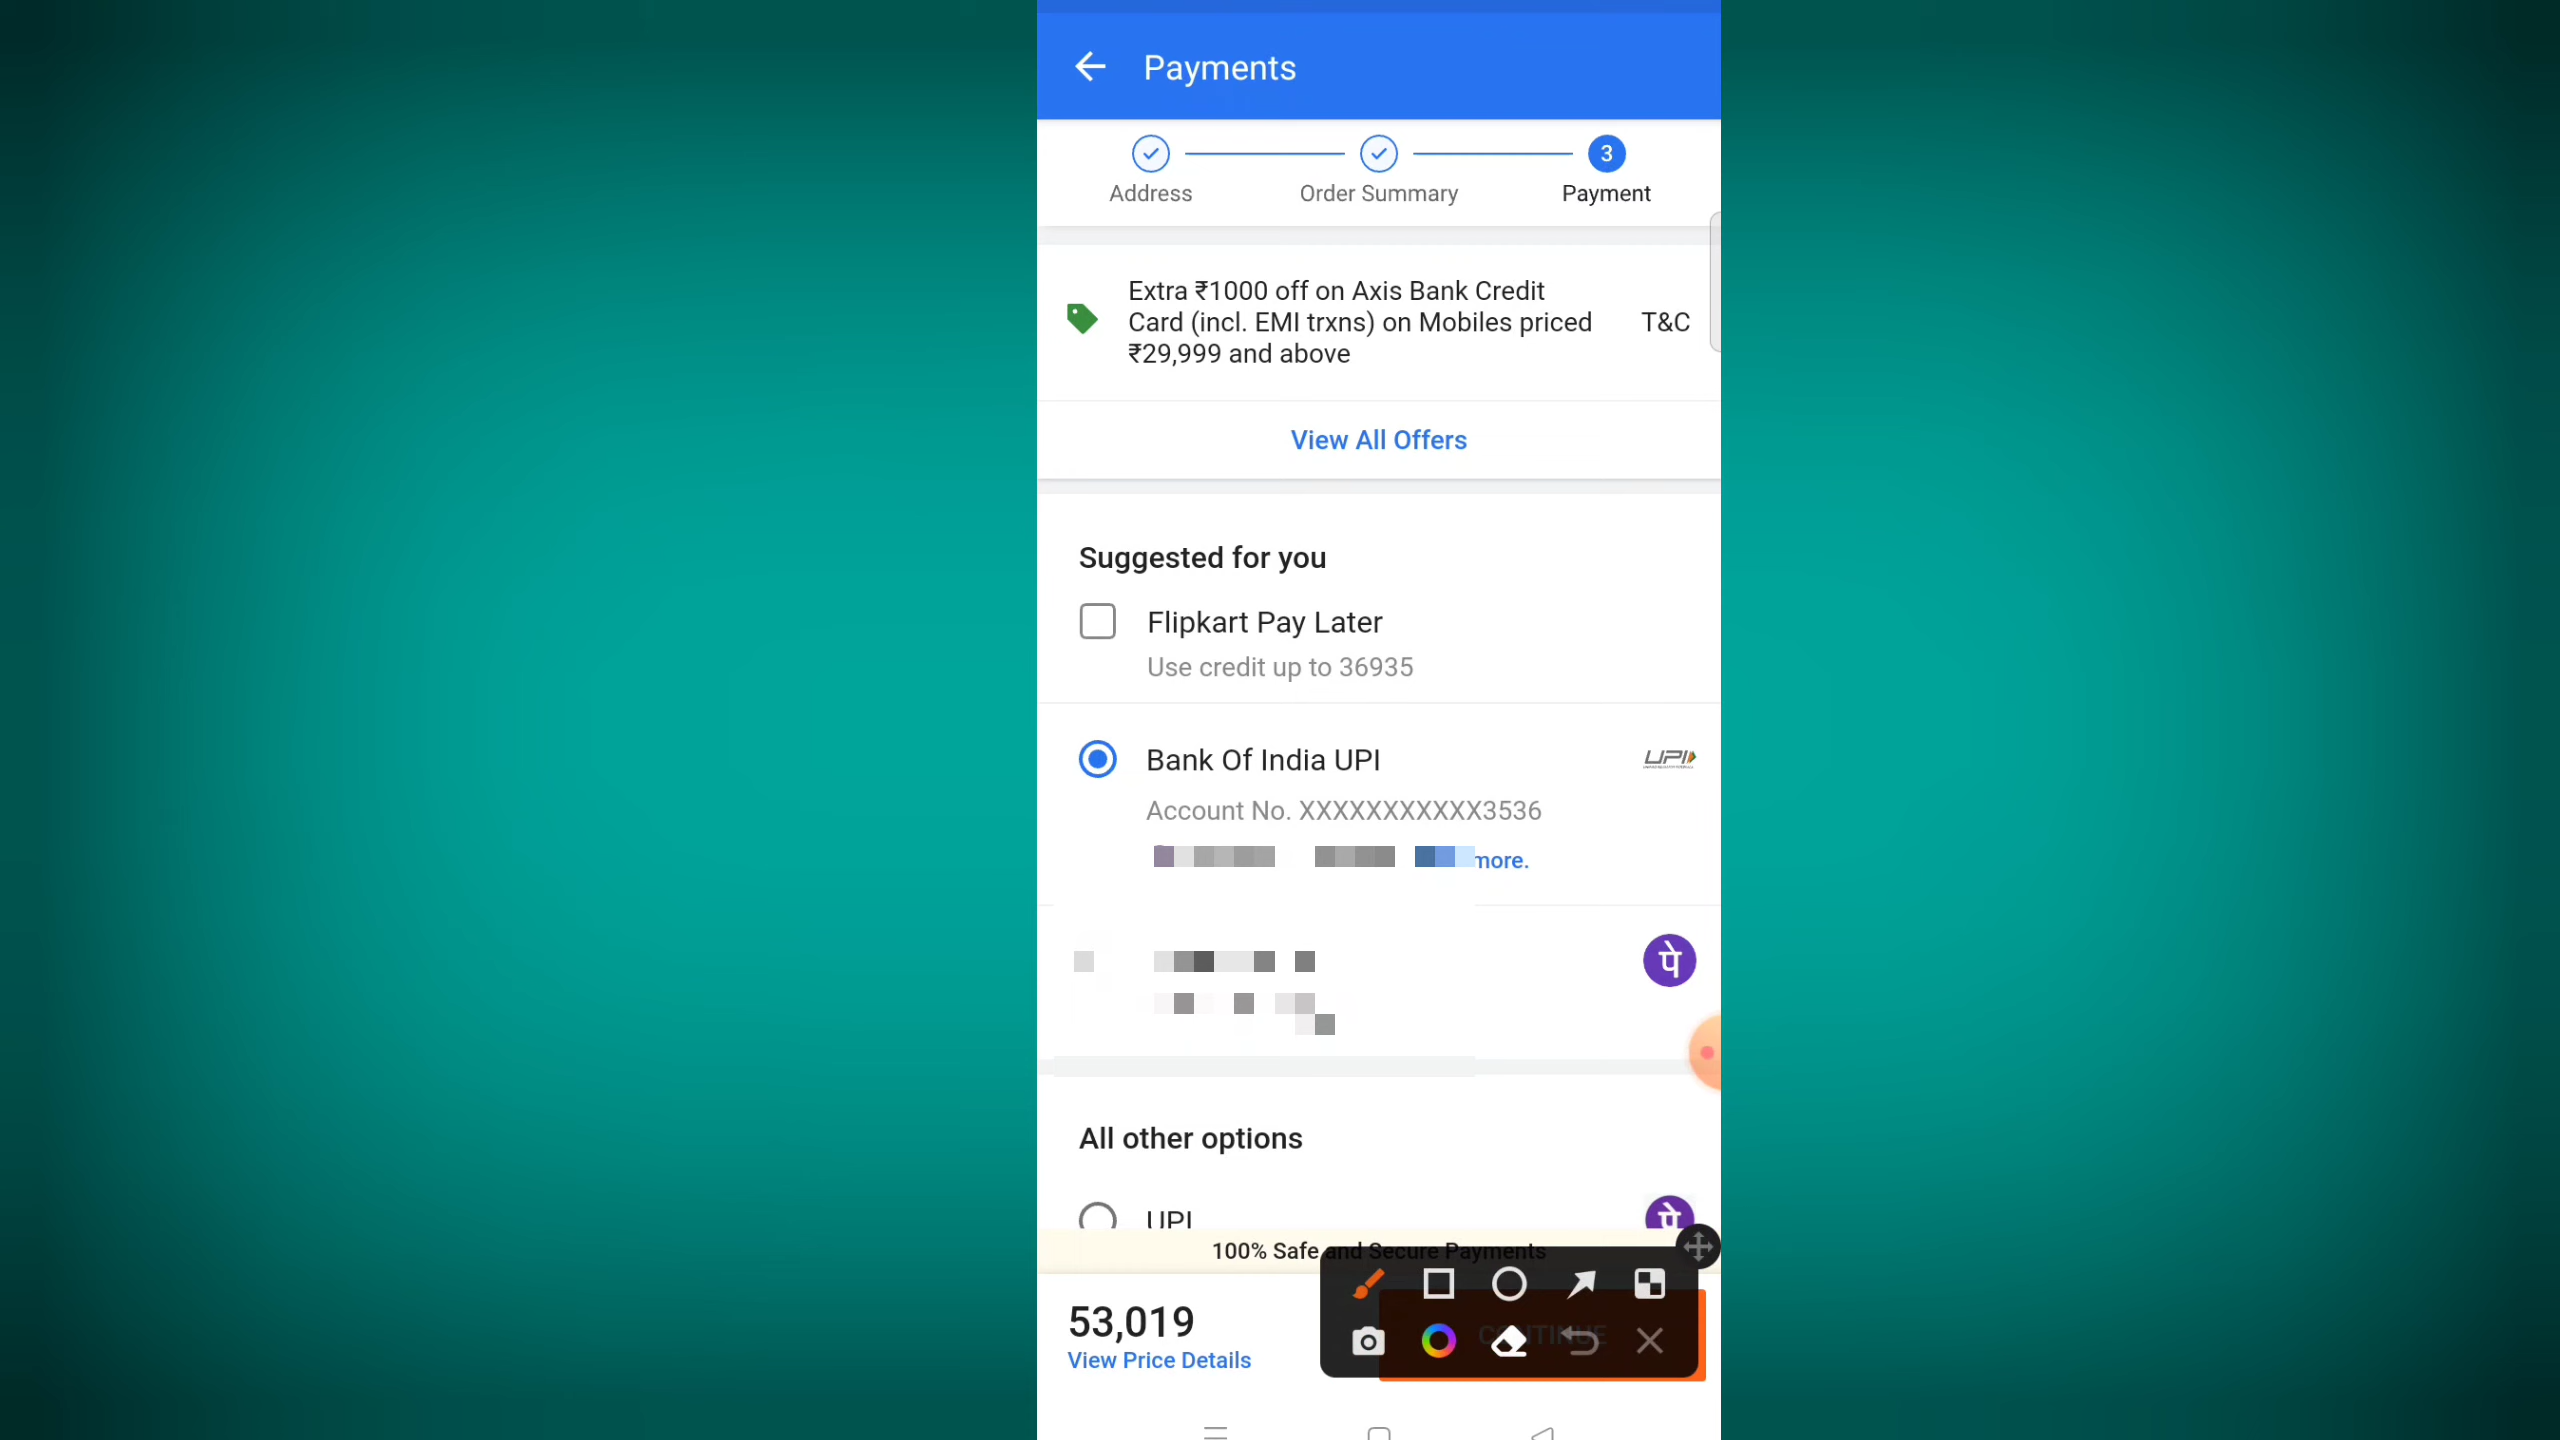 Payments
3
Address
Order Summary
Payment
Extra ₹1000 off on Axis Bank Credit
Card (incl. EMI trxns) on Mobiles priced
₹29,999 and above
T&C
View All Offers
Suggested for you
Flipkart Pay Later
Use credit up to 36935
Bank Of India UPI
UPI
Account No. XXXXXXXXXXX3536
more.
पे
All other options
UPI
पे
100% Safe and Secure Payments
53,019
CONTINUE
View Price Details